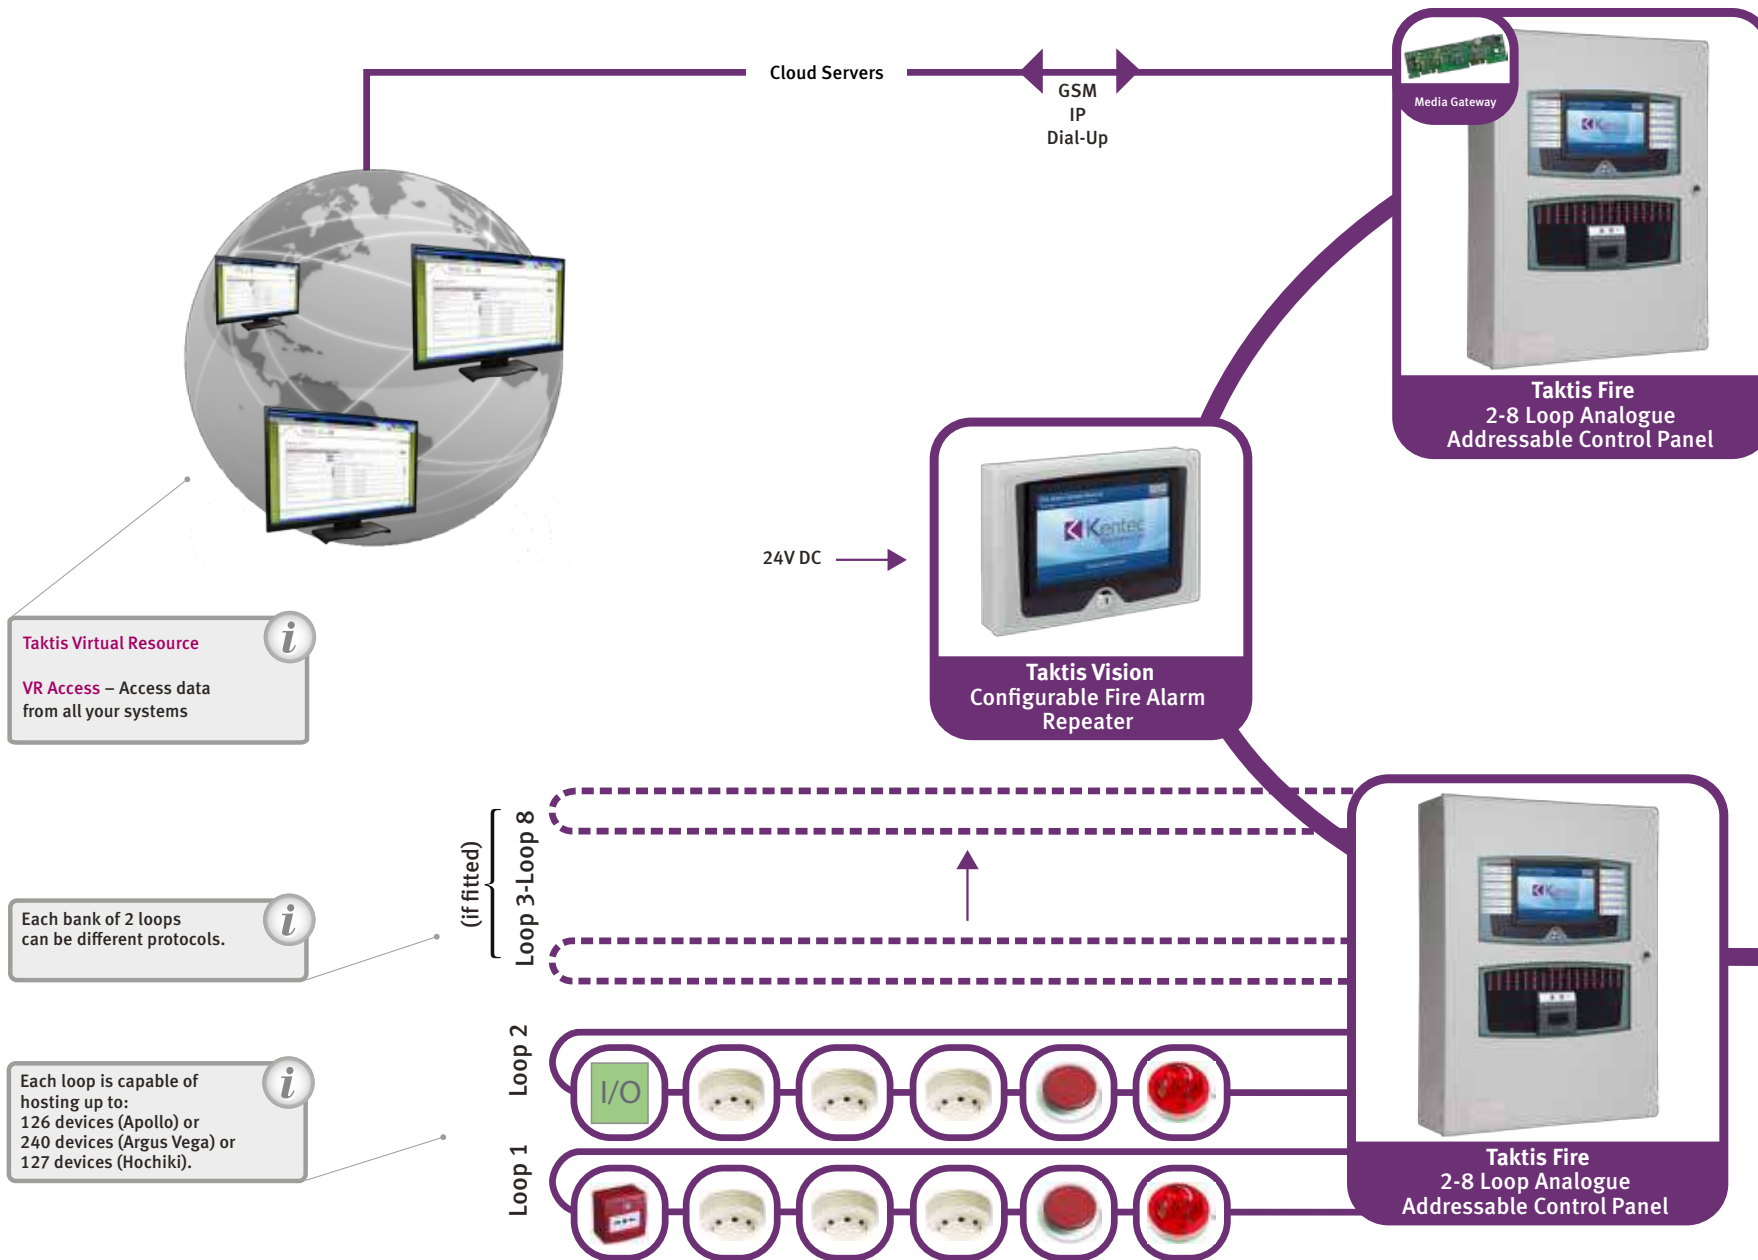 Cloud Servers
GSM
IP
Dial-Up
Media Gateway
Kentec
Taktis Fire
2-8 Loop Analogue
Addressable Control Panel
24V DC
Kentec
Taktis Vision
Configurable Fire Alarm
Repeater
Taktis Virtual Resource
VR Access – Access data
from all your systems
i
(if fitted)
Loop 3-Loop 8
Each bank of 2 loops
can be different protocols.
i
Kentec
Loop 2
I/O
Each loop is capable of
hosting up to:
126 devices (Apollo) or
240 devices (Argus Vega) or
127 devices (Hochiki).
i
Loop 1
Taktis Fire
2-8 Loop Analogue
Addressable Control Panel